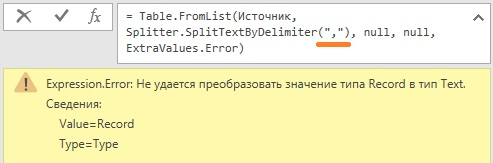 = Table.FromList(Источник,
Splitter.SplitTextByDelimiter(","), null, null,
ExtraValues.Error)
Expression.Error: Не удается преобразовать значение типа Record в тип Text.
Сведения:
Value=Record
Type=Type